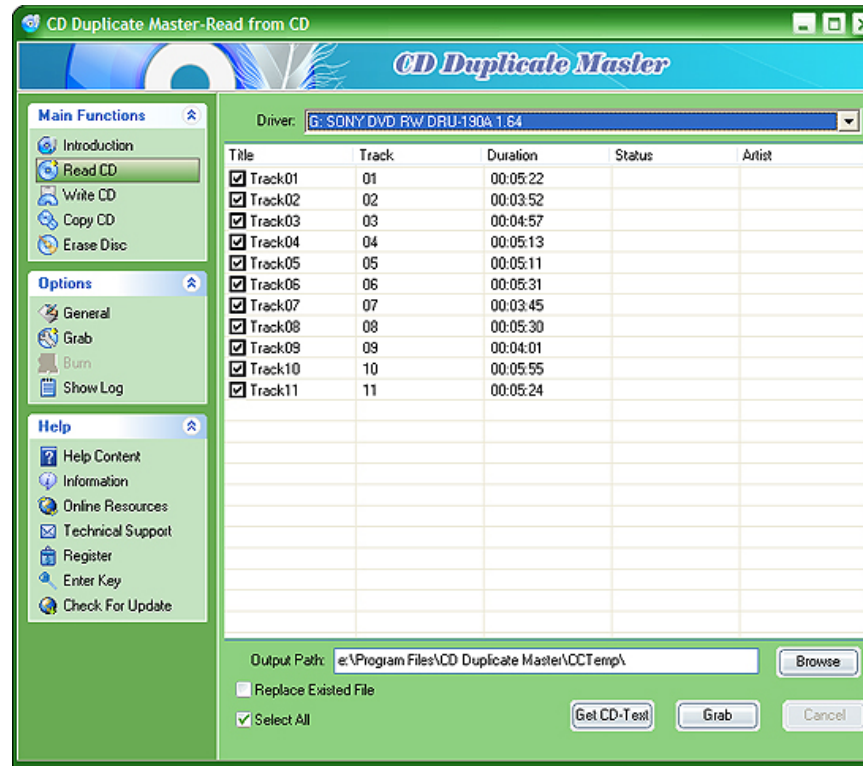 CD Duplicate Master-Read from CD
CD Duplicate Master
Main Functions
Introduction
Read CD
Write CD
Copy CD
Erase Disc
Options
General
Grab
Burn
Show Log
Help
Help Content
Information
Online Resources
Technical Support
Register
Enter Key
Check For Update
Driver: G: SONY DVD RW DRU-190A 1.64
Title Track Duration Status Artist
Track01 01 00:05:22
Track02 02 00:03:52
Track03 03 00:04:57
Track04 04 00:05:13
Track05 05 00:05:11
Track06 06 00:05:31
Track07 07 00:03:45
Track08 08 00:05:30
Track09 09 00:04:01
Track10 10 00:05:55
Track11 11 00:05:24
Output Path: e:\Program Files\CD Duplicate Master\CCTemp\ Browse
Replace Existed File
Select All Get CD-Text Grab Cancel